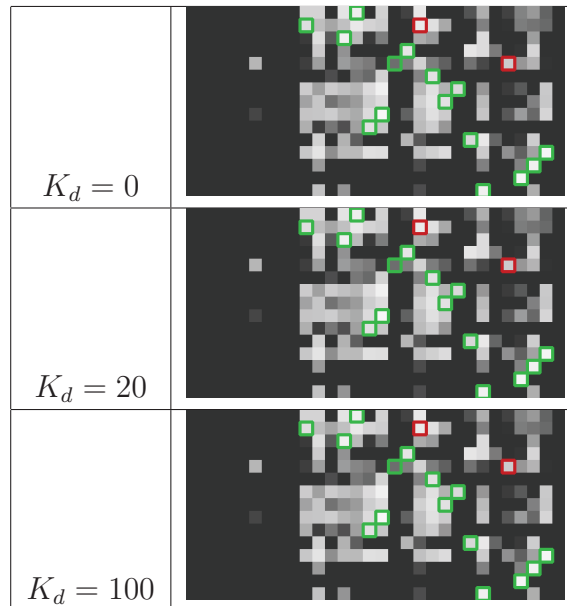 K_d = 0
K_d = 20
K_d = 100